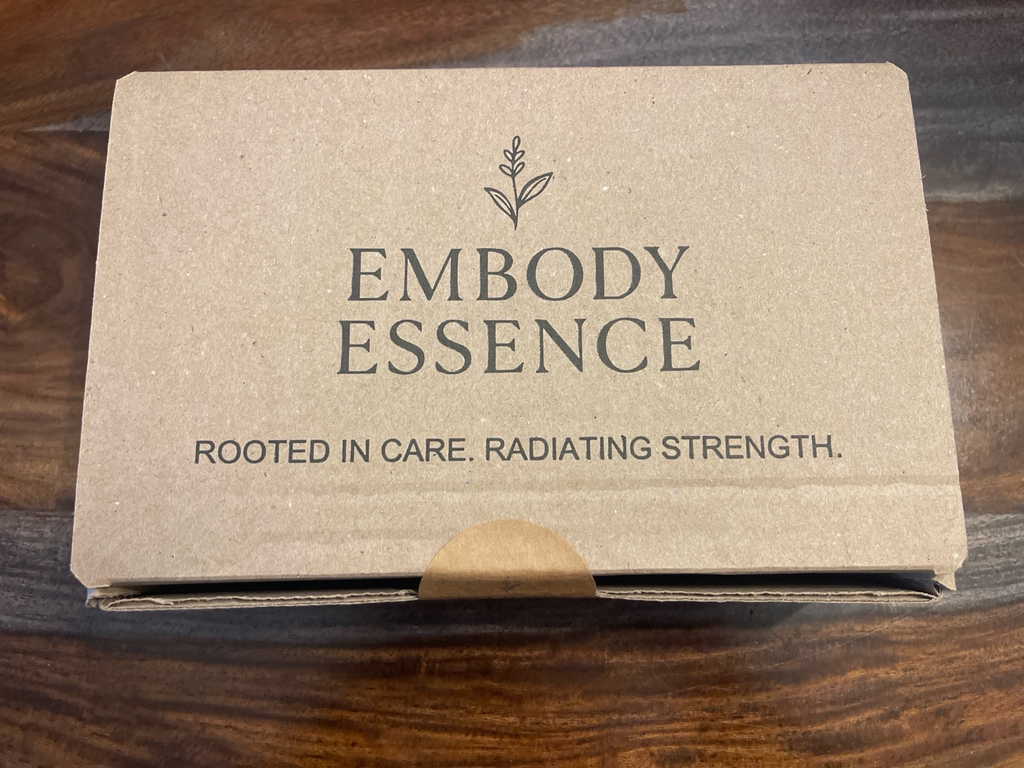 EMBODY
ESSENCE
ROOTED IN CARE. RADIATING STRENGTH.